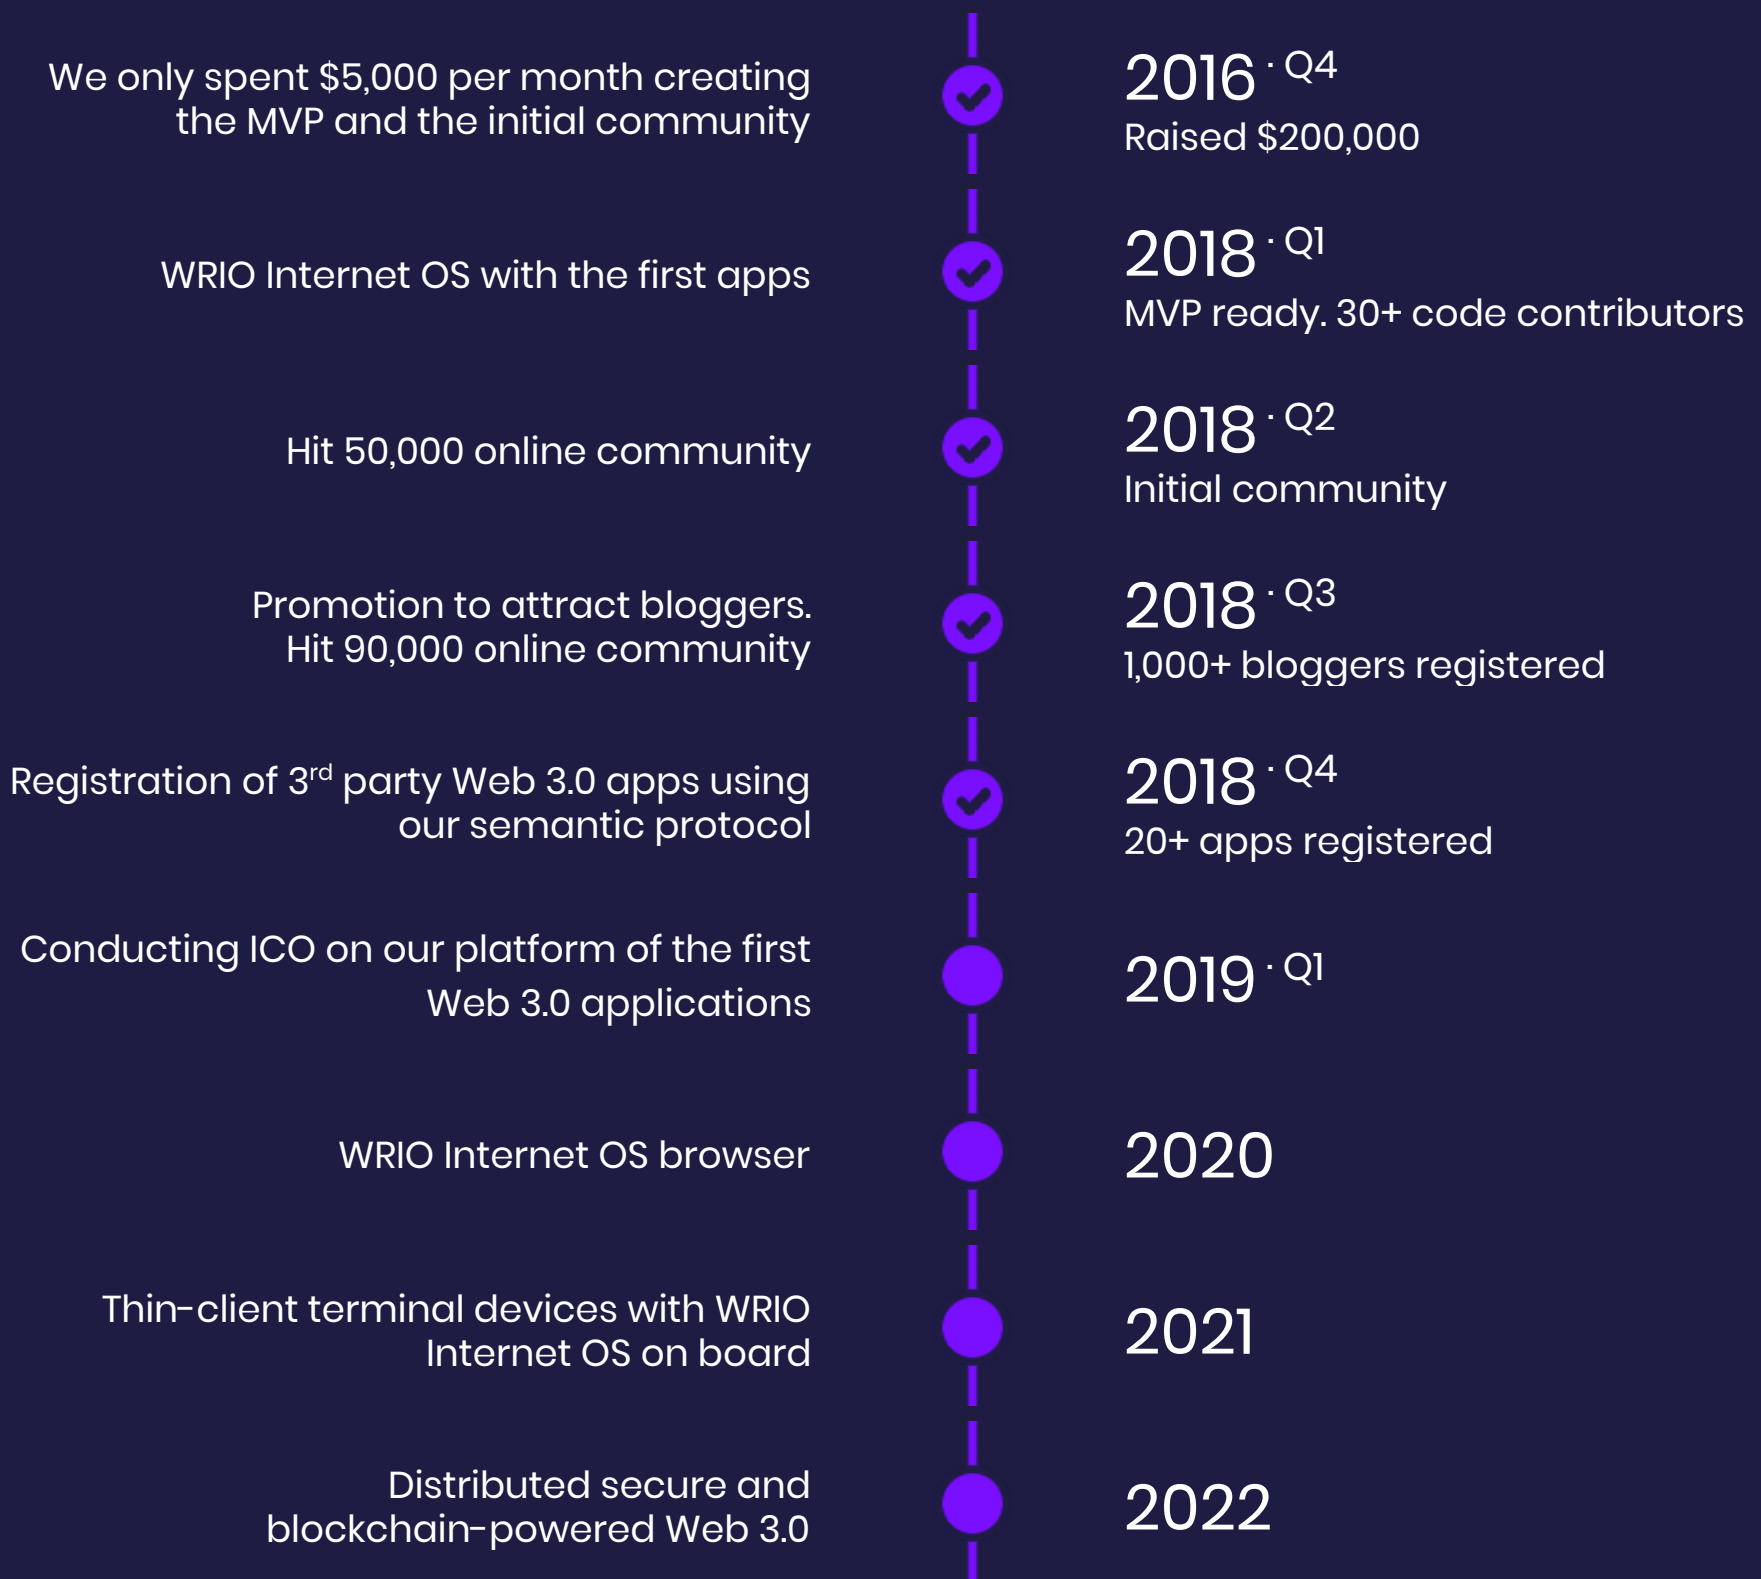 We only spent $5,000 per month creating
the MVP and the initial community
2016 · Q4
Raised $200,000
WRIO Internet OS with the first apps
2018 · Q1
MVP ready. 30+ code contributors
Hit 50,000 online community
2018 · Q2
Initial community
Promotion to attract bloggers.
Hit 90,000 online community
2018 · Q3
1,000+ bloggers registered
Registration of 3rd party Web 3.0 apps using
our semantic protocol
2018 · Q4
20+ apps registered
Conducting ICO on our platform of the first
Web 3.0 applications
2019 · Q1
WRIO Internet OS browser
2020
Thin-client terminal devices with WRIO
Internet OS on board
2021
Distributed secure and
blockchain-powered Web 3.0
2022